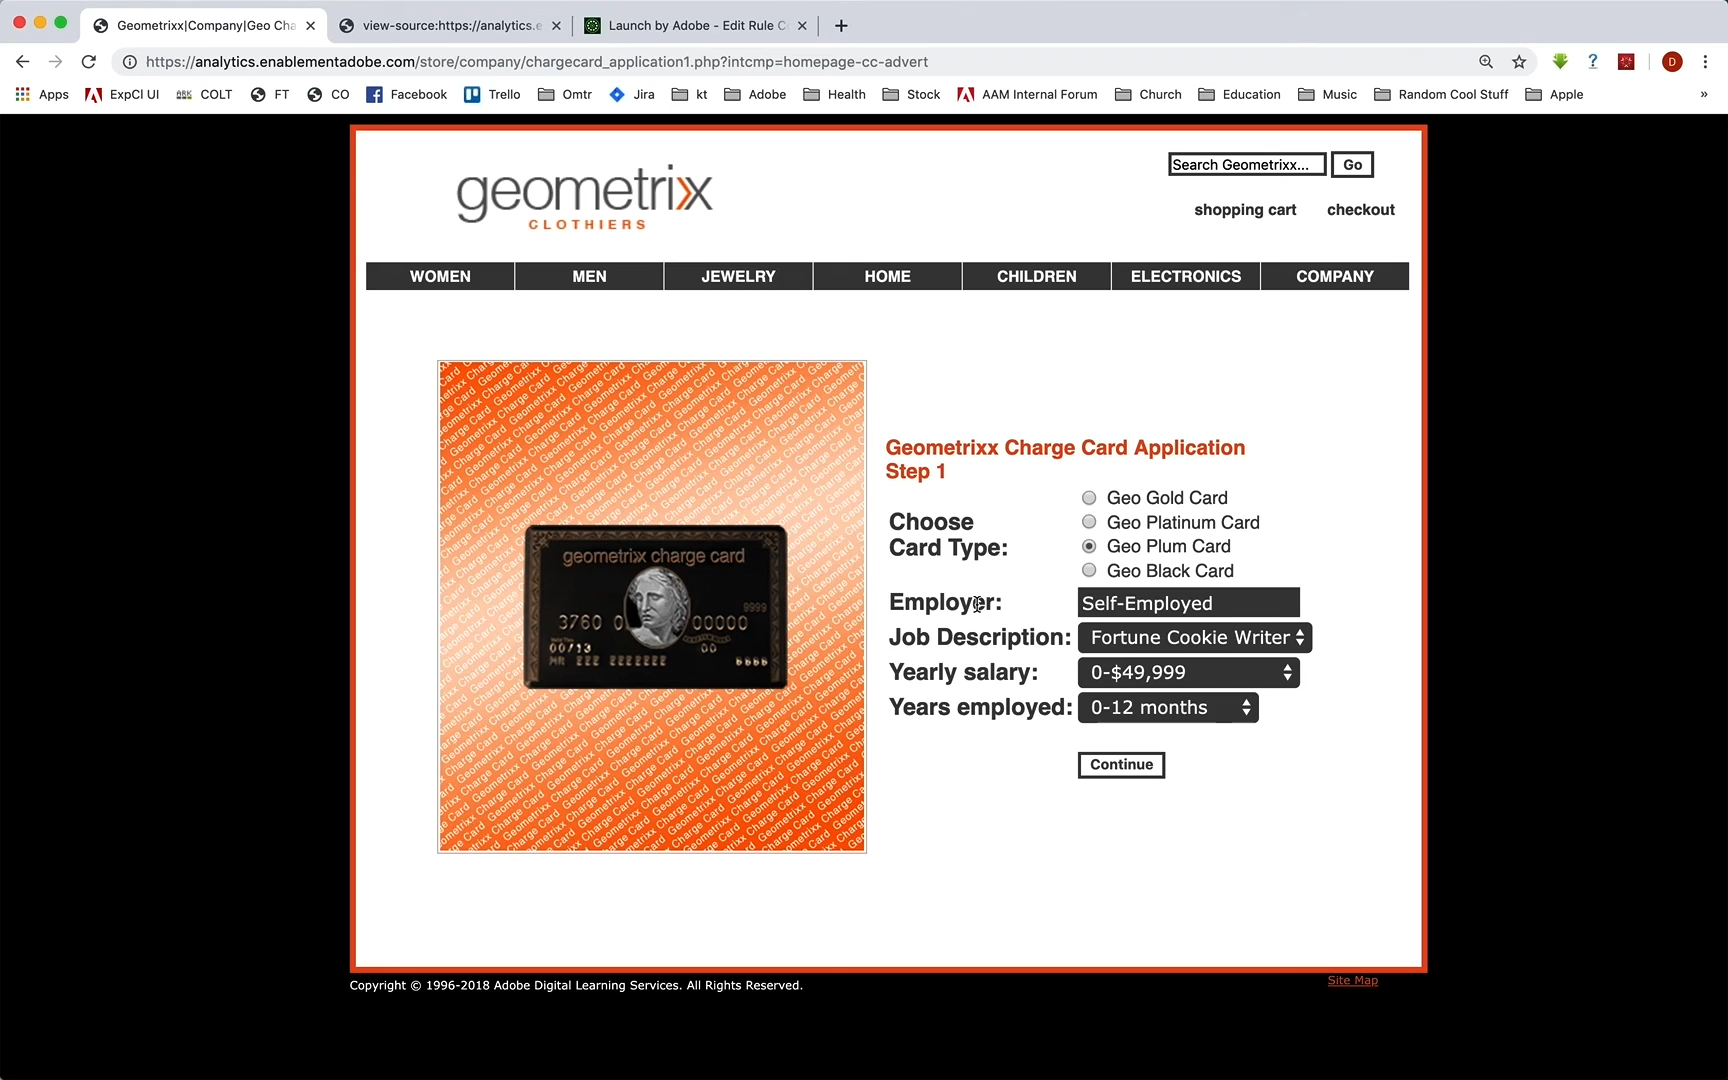 Geometrixx|Company|Geo Cha
view-source:https://analytics.e
Launch by Adobe - Edit Rule C
https://analytics.enablementadobe.com/store/company/chargecard_application1.php?intcmp=homepage-cc-advert
D
Apps
ExpCl UI
COLT
FT
CO
Facebook
Trello
Omtr
Jira
kt
Adobe
Health
Stock
AAM Internal Forum
Church
Education
Music
Random Cool Stuff
Apple
»
geometrixx
CLOTHIERS
Search Geometrixx...
Go
shopping cart
checkout
WOMEN
MEN
JEWELRY
HOME
CHILDREN
ELECTRONICS
COMPANY
geometrixx charge card
3760 0 00000
9999
00/13
00
Geometrixx Charge Card Application
Step 1
Choose
Card Type:
Geo Gold Card
Geo Platinum Card
Geo Plum Card
Geo Black Card
Employer:
Self-Employed
Job Description:
Fortune Cookie Writer
Yearly salary:
0-$49,999
Years employed:
0-12 months
Continue
Copyright © 1996-2018 Adobe Digital Learning Services. All Rights Reserved.
Site Map